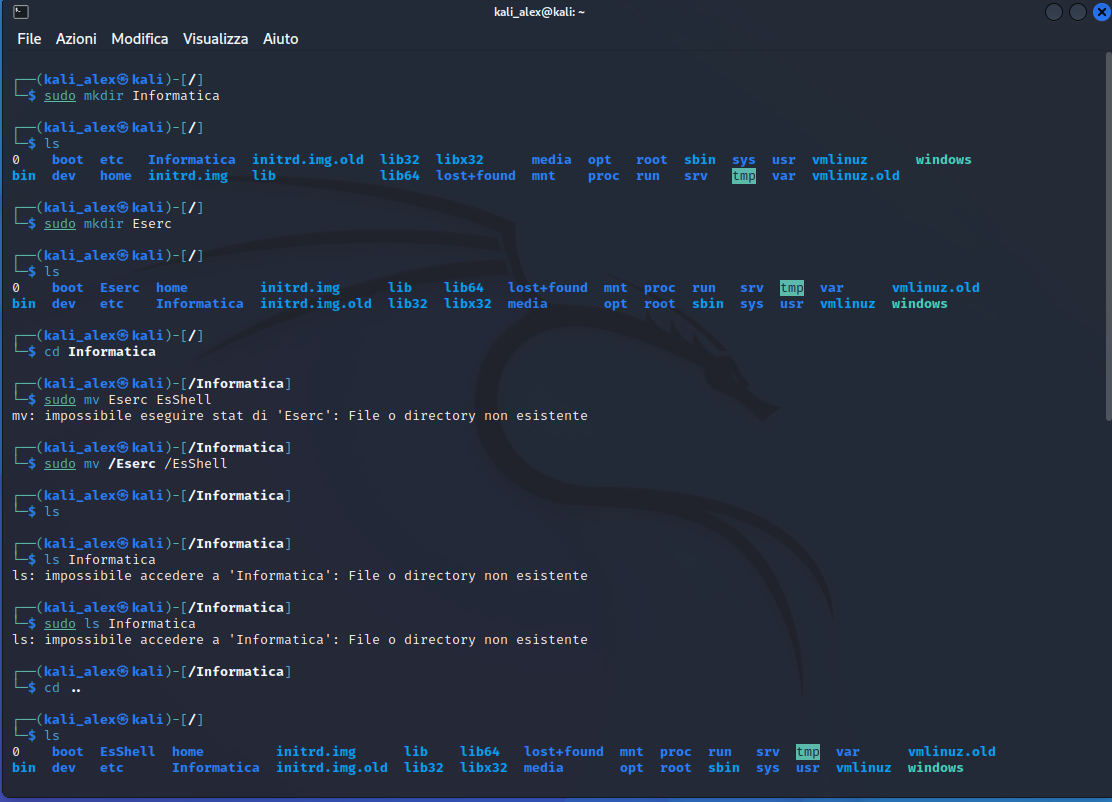 kali_alex@kali: ~
File Azioni Modifica Visualizza Aiuto
┌──(kali_alex㉿kali)-[/]
└─$ sudo mkdir Informatica
┌──(kali_alex㉿kali)-[/]
└─$ ls
0 boot etc Informatica initrd.img.old lib32 libx32 media opt root sbin sys usr vmlinuz windows
bin dev home initrd.img lib lib64 lost+found mnt proc run srv tmp var vmlinuz.old
┌──(kali_alex㉿kali)-[/]
└─$ sudo mkdir Eserc
┌──(kali_alex㉿kali)-[/]
└─$ ls
0 boot Eserc home initrd.img lib lib64 lost+found mnt proc run srv tmp var vmlinuz.old
bin dev etc Informatica initrd.img.old lib32 libx32 media opt root sbin sys usr vmlinuz windows
┌──(kali_alex㉿kali)-[/]
└─$ cd Informatica
┌──(kali_alex㉿kali)-[/Informatica]
└─$ sudo mv Eserc EsShell
mv: impossibile eseguire stat di 'Eserc': File o directory non esistente
┌──(kali_alex㉿kali)-[/Informatica]
└─$ sudo mv /Eserc /EsShell
┌──(kali_alex㉿kali)-[/Informatica]
└─$ ls
┌──(kali_alex㉿kali)-[/Informatica]
└─$ ls Informatica
ls: impossibile accedere a 'Informatica': File o directory non esistente
┌──(kali_alex㉿kali)-[/Informatica]
└─$ sudo ls Informatica
ls: impossibile accedere a 'Informatica': File o directory non esistente
┌──(kali_alex㉿kali)-[/Informatica]
└─$ cd ..
┌──(kali_alex㉿kali)-[/]
└─$ ls
0 boot EsShell home initrd.img lib lib64 lost+found mnt proc run srv tmp var vmlinuz.old
bin dev etc Informatica initrd.img.old lib32 libx32 media opt root sbin sys usr vmlinuz windows